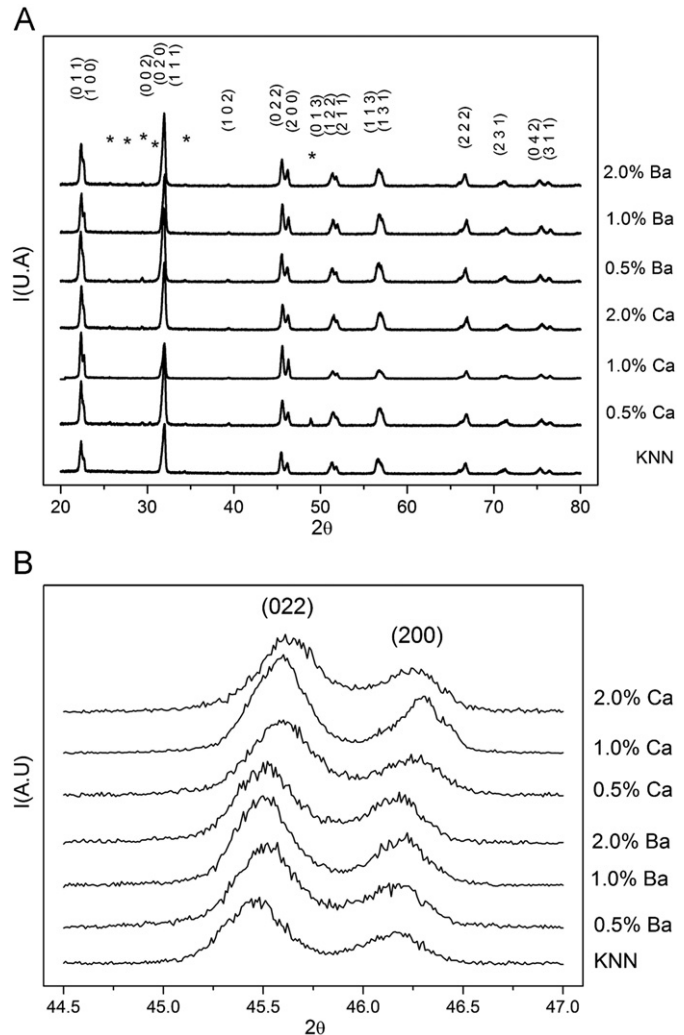 A
(0 1 1)
(1 0 0)
(0 0 2)
(0 2 0)
(1 1 1)
(1 0 2)
(0 2 2)
(2 0 0)
(0 1 3)
(1 2 2)
(2 1 1)
(1 1 3)
(1 3 1)
(2 2 2)
(2 3 1)
(0 4 2)
(3 1 1)
* * * * * *
2.0% Ba
1.0% Ba
0.5% Ba
2.0% Ca
1.0% Ca
0.5% Ca
KNN
I(U.A)
20 30 40 50 60 70 80
2θ
B
(022) (200)
2.0% Ca
1.0% Ca
0.5% Ca
2.0% Ba
1.0% Ba
0.5% Ba
KNN
I(A.U)
44.5 45.0 45.5 46.0 46.5 47.0
2θ